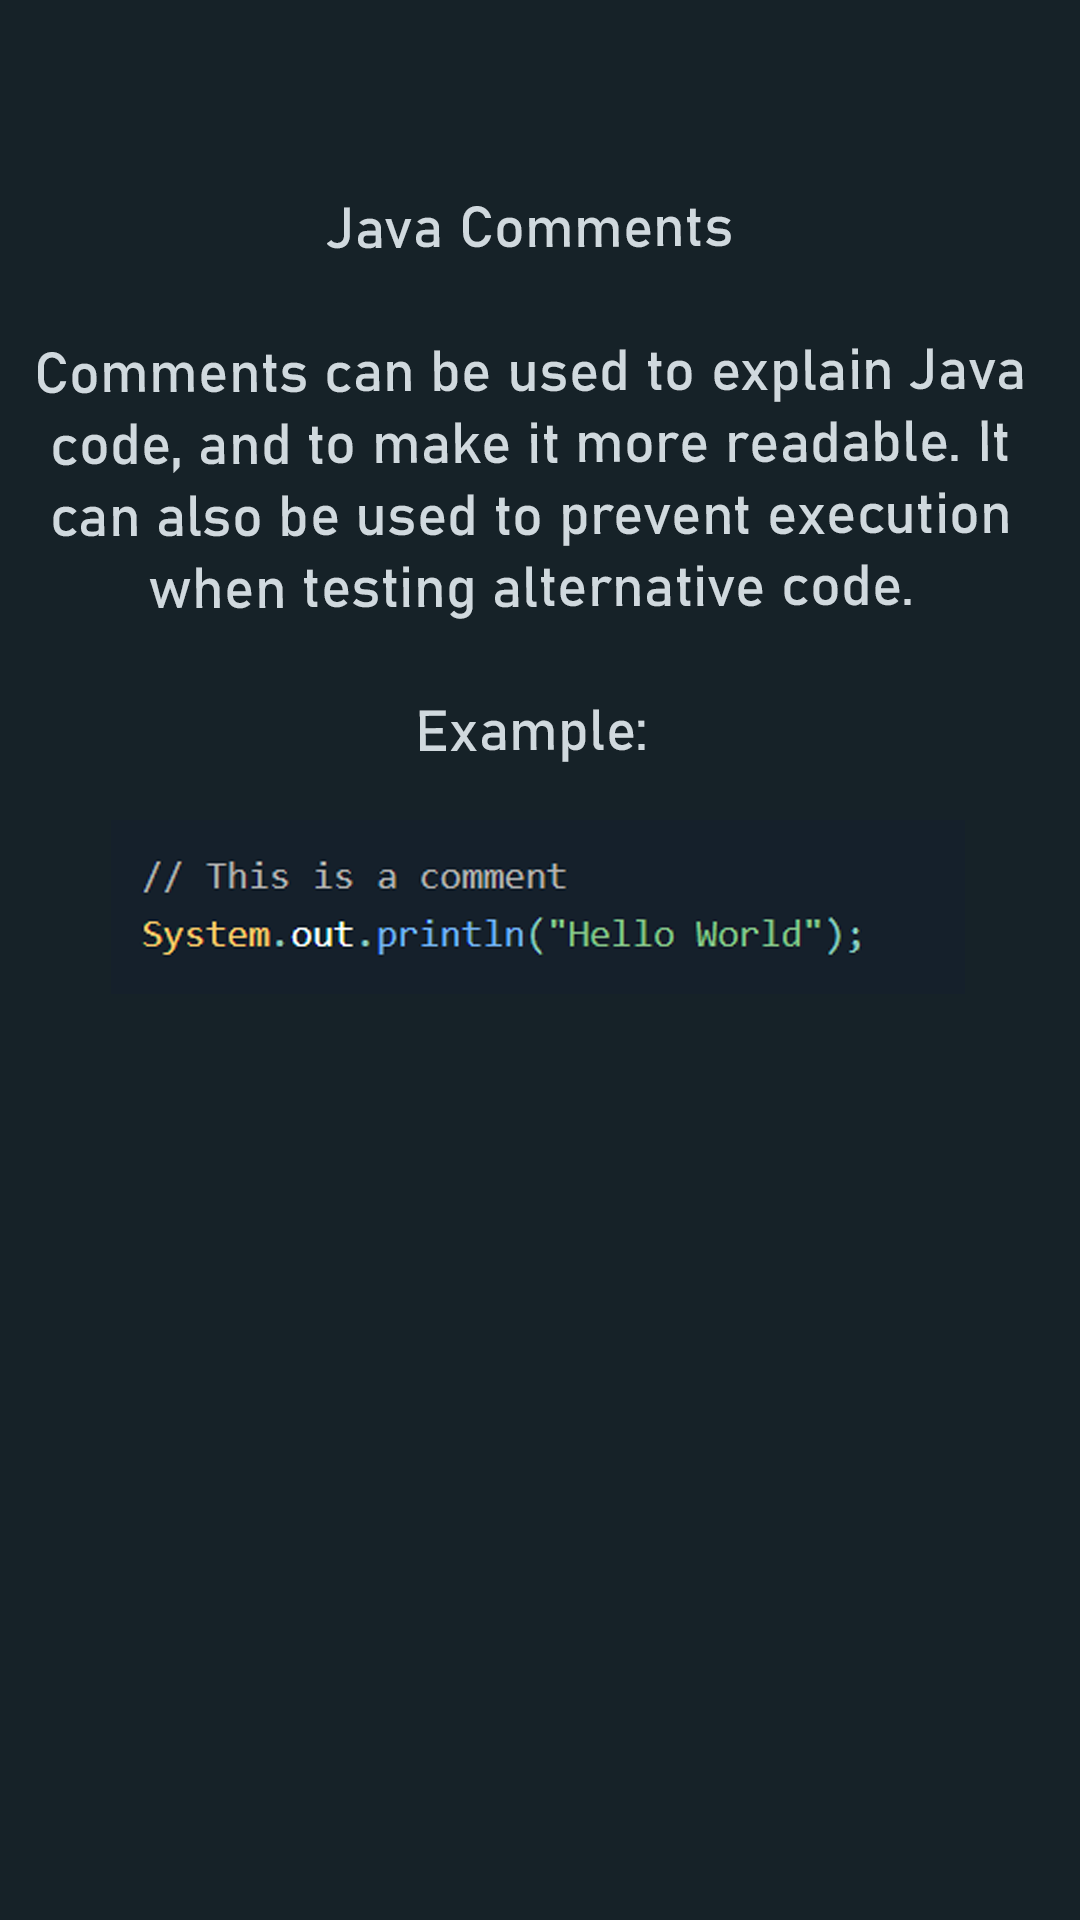 Java Comments
Comments can be used to explain Java
code, and to make it more readable. It
can also be used to prevent execution
when testing alternative code.
Example:
// This is a comment
System.out.println("Hello World");